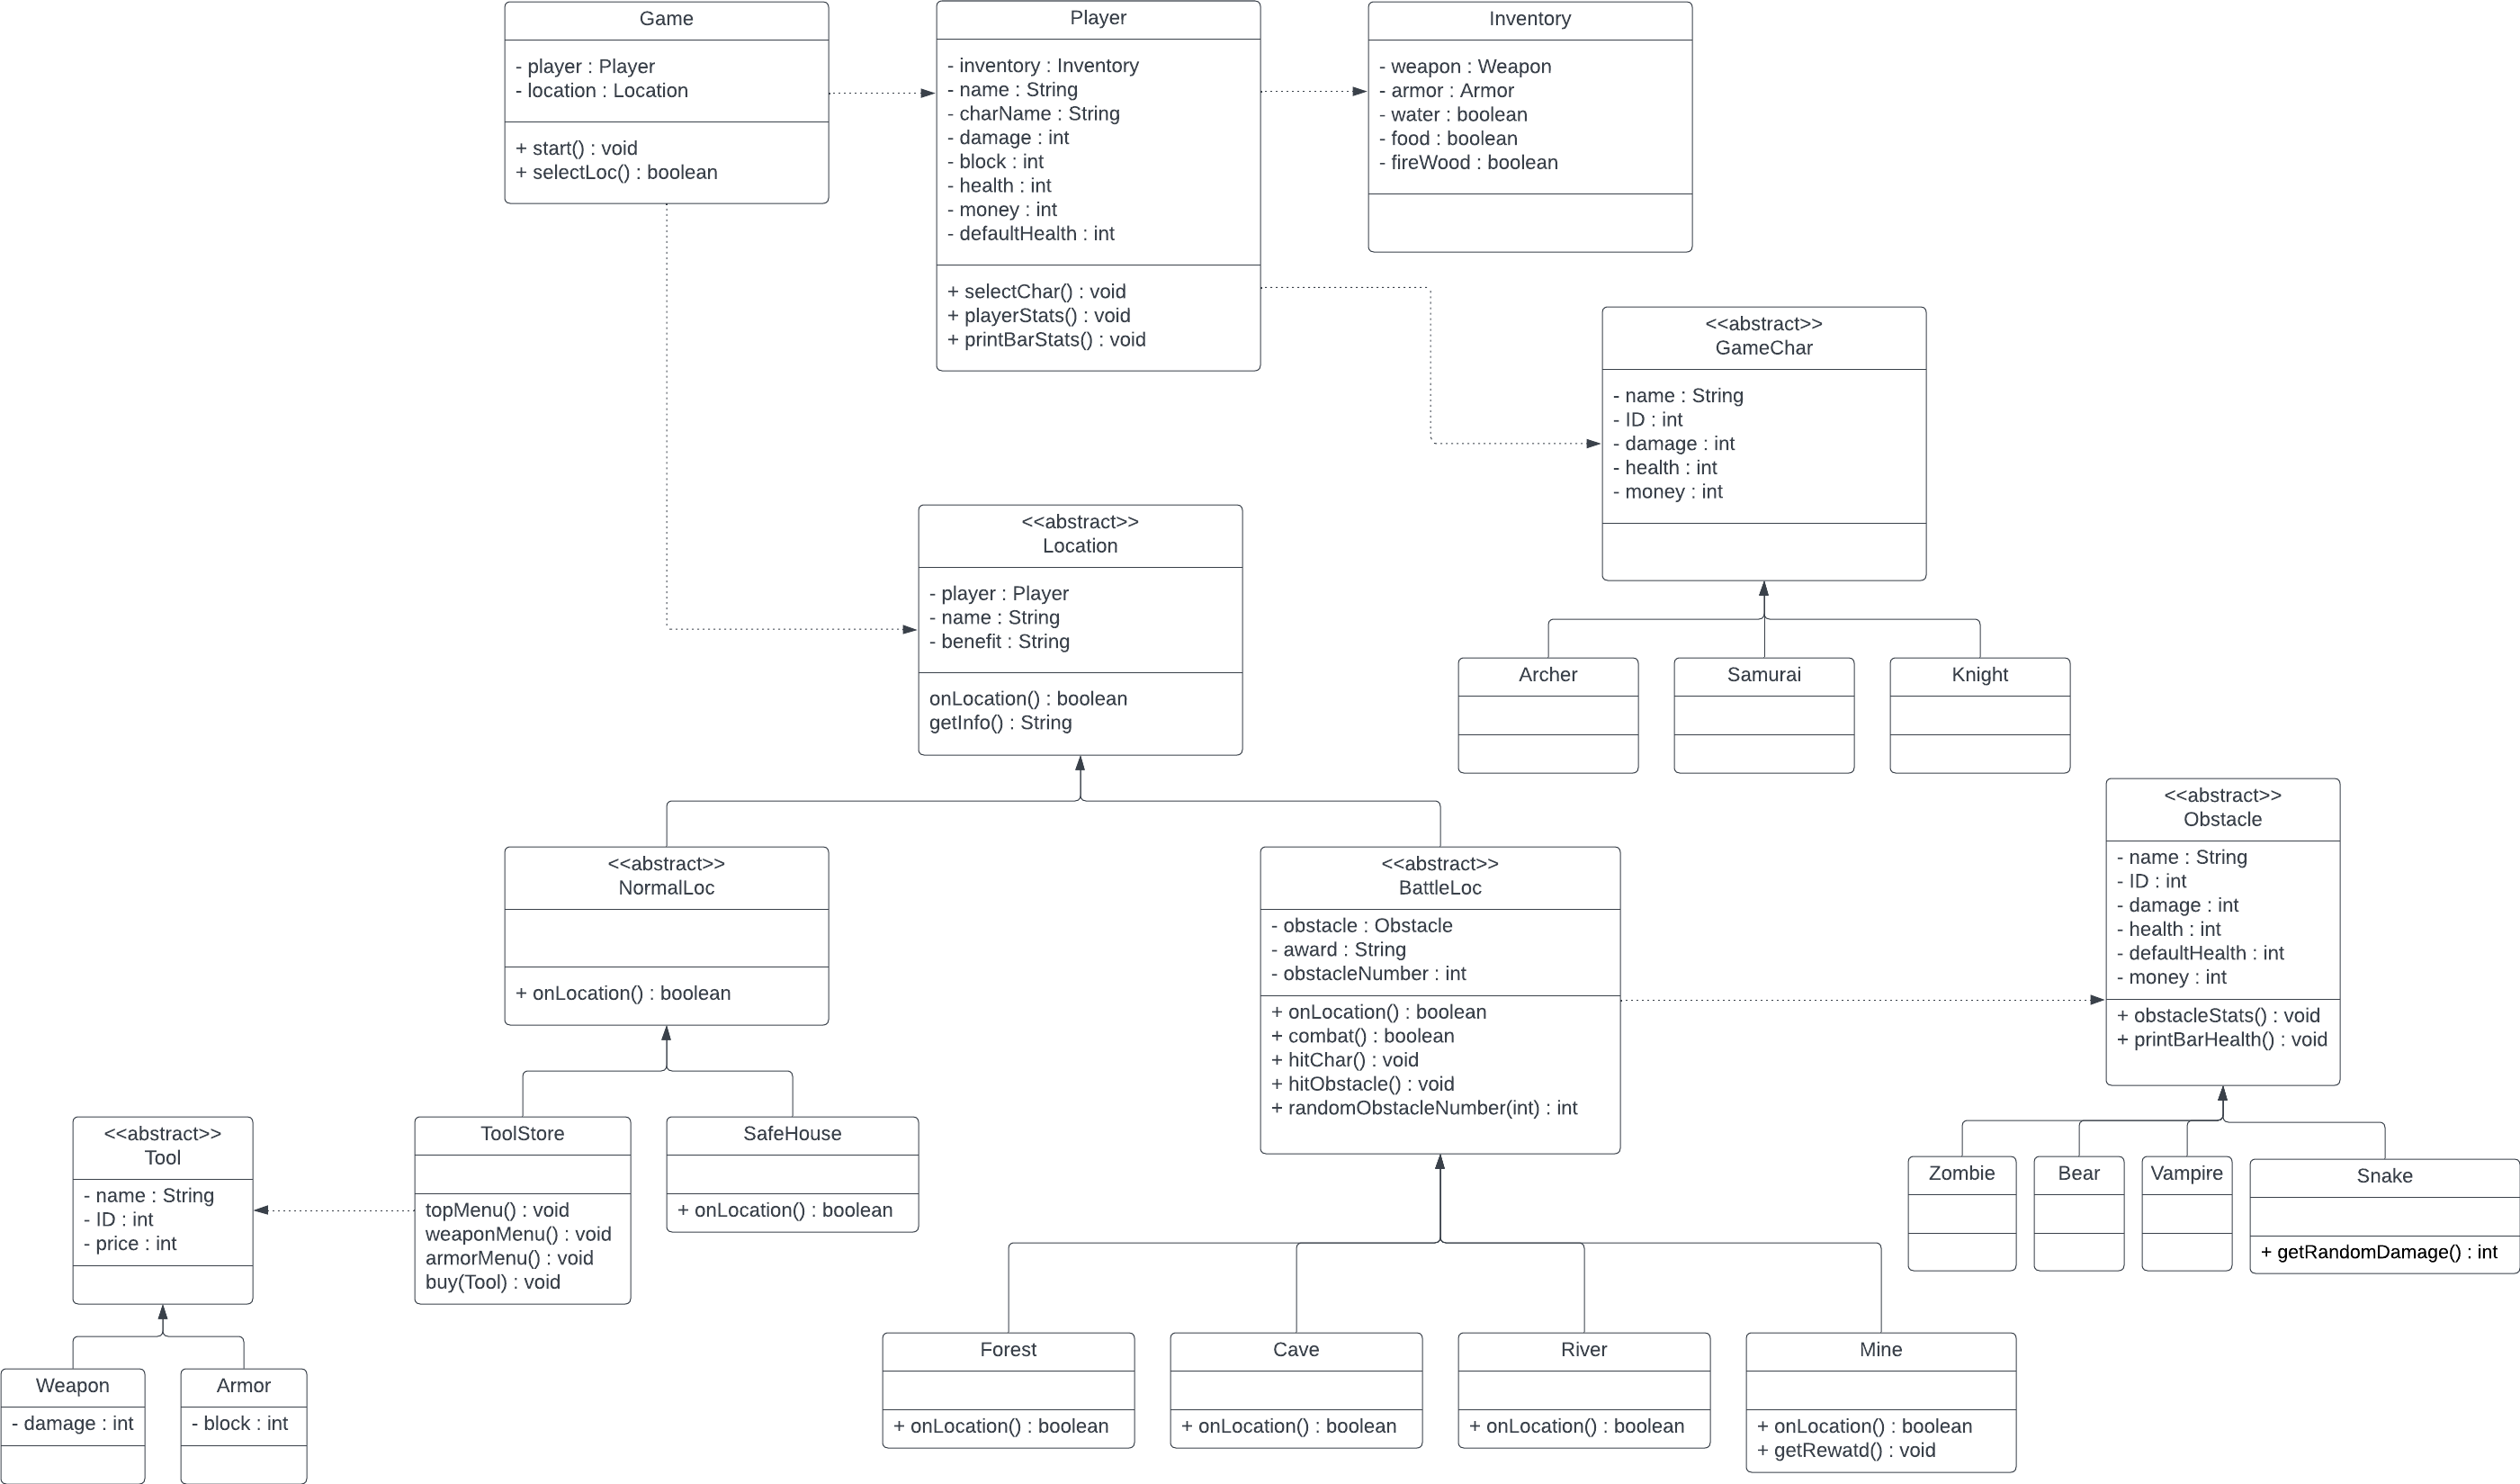 Game
- player : Player
- location : Location
+ start() : void
+ selectLoc() : boolean
Player
- inventory : Inventory
- name : String
- charName : String
- damage : int
- block : int
- health : int
- money : int
- defaultHealth : int
+ selectChar() : void
+ playerStats() : void
+ printBarStats() : void
Inventory
- weapon : Weapon
- armor : Armor
- water : boolean
- food : boolean
- fireWood : boolean
<<abstract>>
GameChar
- name : String
- ID : int
- damage : int
- health : int
- money : int
<<abstract>>
Location
- player : Player
- name : String
- benefit : String
onLocation() : boolean
getInfo() : String
Archer
Samurai
Knight
<<abstract>>
NormalLoc
+ onLocation() : boolean
<<abstract>>
BattleLoc
- obstacle : Obstacle
- award : String
- obstacleNumber : int
+ onLocation() : boolean
+ combat() : boolean
+ hitChar() : void
+ hitObstacle() : void
+ randomObstacleNumber(int) : int
<<abstract>>
Obstacle
- name : String
- ID : int
- damage : int
- health : int
- defaultHealth : int
- money : int
+ obstacleStats() : void
+ printBarHealth() : void
<<abstract>>
Tool
- name : String
- ID : int
- price : int
ToolStore
topMenu() : void
weaponMenu() : void
armorMenu() : void
buy(Tool) : void
SafeHouse
+ onLocation() : boolean
Zombie
Bear
Vampire
Snake
+ getRandomDamage() : int
Weapon
- damage : int
Armor
- block : int
Forest
+ onLocation() : boolean
Cave
+ onLocation() : boolean
River
+ onLocation() : boolean
Mine
+ onLocation() : boolean
+ getRewatd() : void